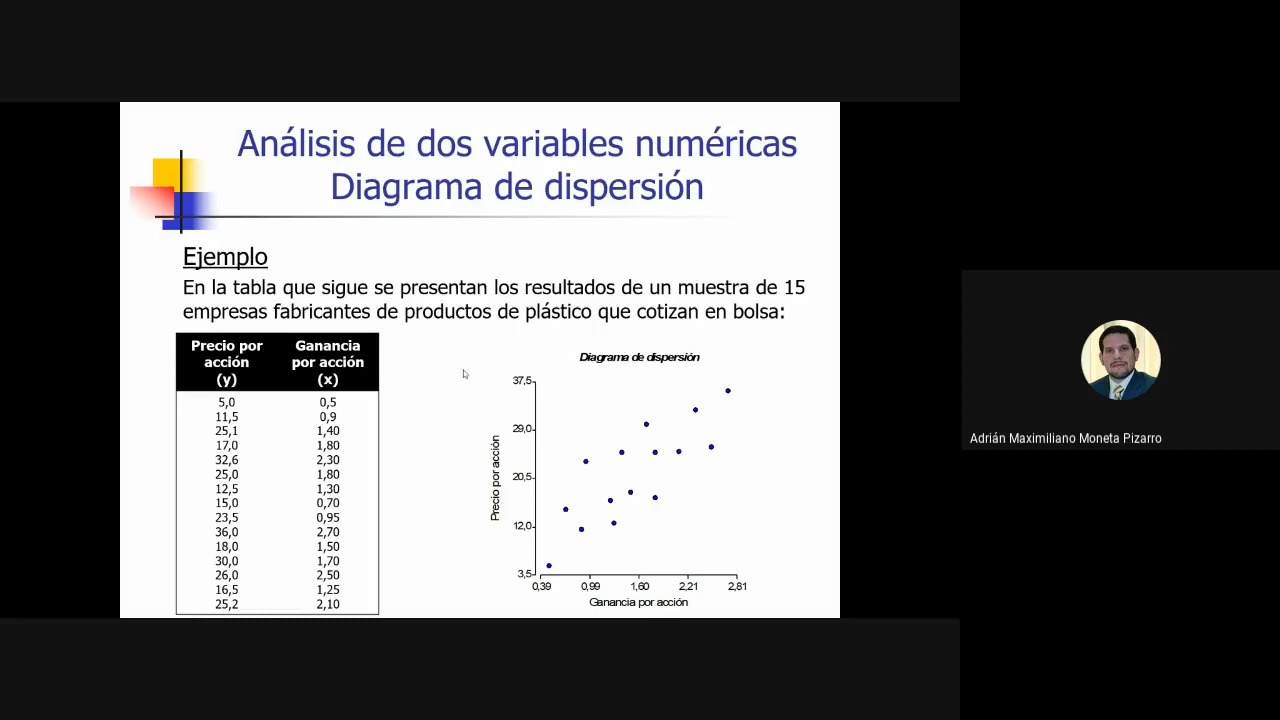 Análisis de dos variables numéricas
Diagrama de dispersión
Ejemplo
En la tabla que sigue se presentan los resultados de un muestra de 15
empresas fabricantes de productos de plástico que cotizan en bolsa:
Precio por Ganancia
acción por acción
(y) (x)
5,0 0,5
11,5 0,9
25,1 1,40
17,0 1,80
32,6 2,30
25,0 1,80
12,5 1,30
15,0 0,70
23,5 0,95
36,0 2,70
18,0 1,50
30,0 1,70
26,0 2,50
16,5 1,25
25,2 2,10
Diagrama de dispersión
37,5
29,0
20,5
12,0
3,5
Precio por acción
0,39 0,99 1,60 2,21 2,81
Ganancia por acción
Adrián Maximiliano Moneta Pizarro